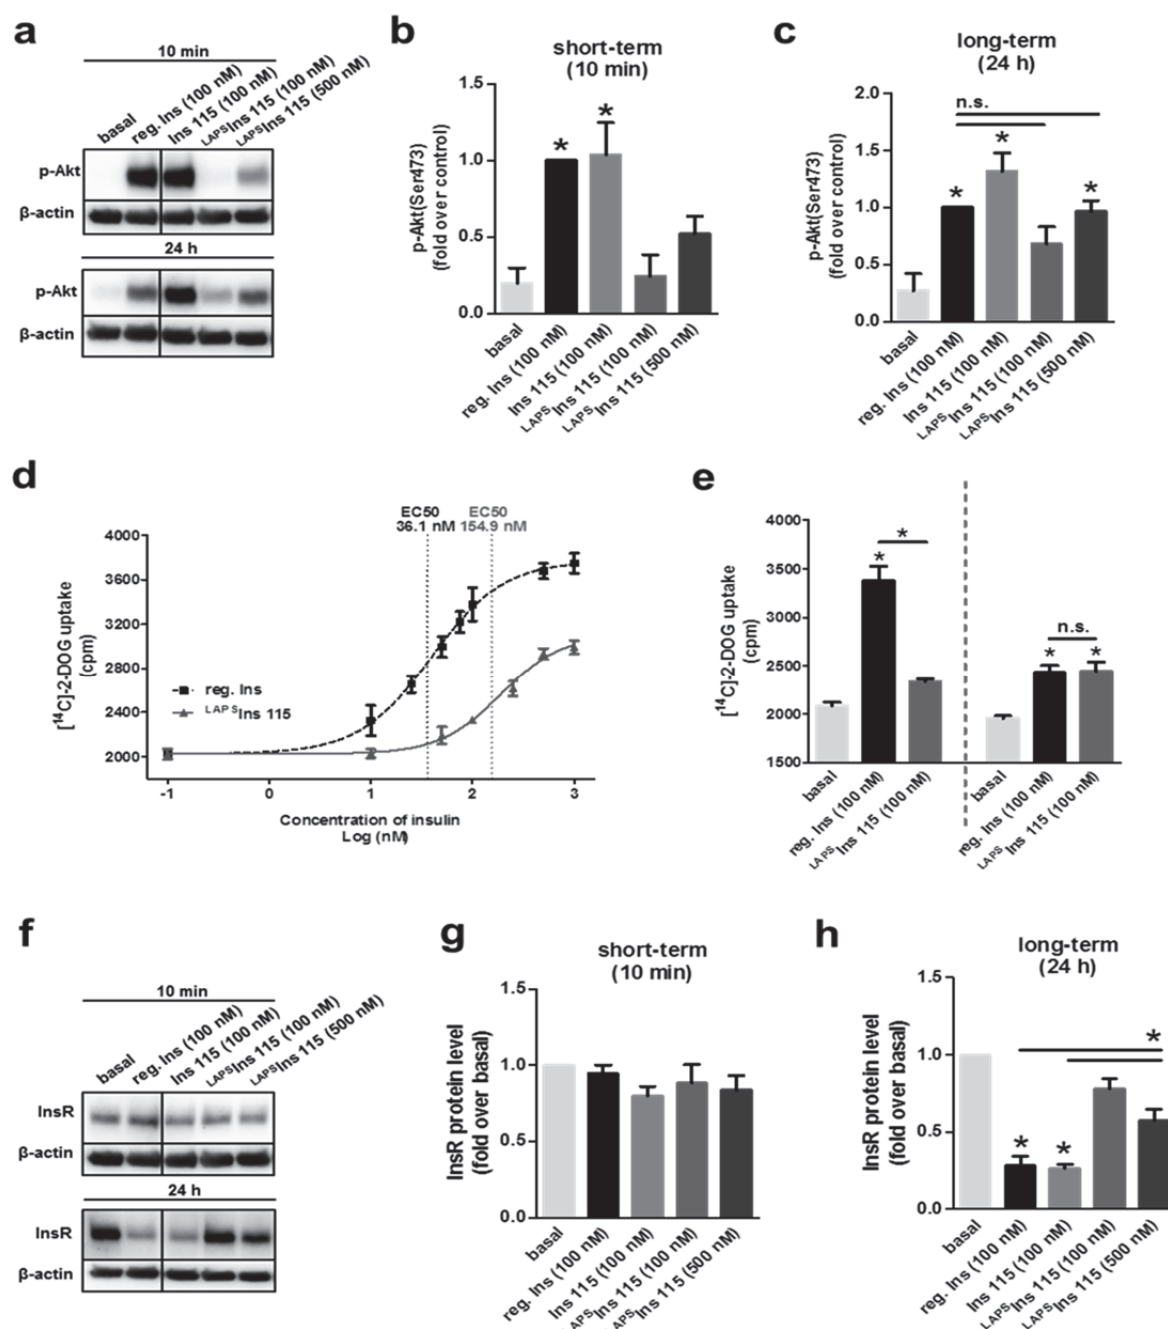 a
10 min
basal
reg. Ins (100 nM)
Ins 115 (100 nM)
LAPSIns 115 (100 nM)
LAPSIns 115 (500 nM)
p-Akt
β-actin
24 h
p-Akt
β-actin
b
short-term
(10 min)
p-Akt(Ser473)
(fold over control)
1.5
1.0
0.5
0.0
*
*
basal
reg. Ins (100 nM)
Ins 115 (100 nM)
LAPSIns 115 (100 nM)
LAPSIns 115 (500 nM)
c
long-term
(24 h)
p-Akt(Ser473)
(fold over control)
2.0
1.5
1.0
0.5
0.0
n.s.
*
*
*
*
basal
reg. Ins (100 nM)
Ins 115 (100 nM)
LAPSIns 115 (100 nM)
LAPSIns 115 (500 nM)
d
[14C]-2-DOG uptake
(cpm)
4000
3600
3200
2800
2400
2000
EC50
36.1 nM
EC50
154.9 nM
reg. Ins
LAPSIns 115
-1
0
1
2
3
Concentration of insulin
Log (nM)
e
[14C]-2-DOG uptake
(cpm)
4000
3500
3000
2500
2000
1500
*
*
n.s.
*
*
basal
reg. Ins (100 nM)
LAPSIns 115 (100 nM)
basal
reg. Ins (100 nM)
LAPSIns 115 (100 nM)
f
10 min
basal
reg. Ins (100 nM)
Ins 115 (100 nM)
LAPSIns 115 (100 nM)
LAPSIns 115 (500 nM)
InsR
β-actin
24 h
InsR
β-actin
g
short-term
(10 min)
InsR protein level
(fold over basal)
1.5
1.0
0.5
0.0
basal
reg. Ins (100 nM)
Ins 115 (100 nM)
LAPSIns 115 (100 nM)
LAPSIns 115 (500 nM)
h
long-term
(24 h)
InsR protein level
(fold over basal)
1.5
1.0
0.5
0.0
*
*
*
basal
reg. Ins (100 nM)
Ins 115 (100 nM)
LAPSIns 115 (100 nM)
LAPSIns 115 (500 nM)